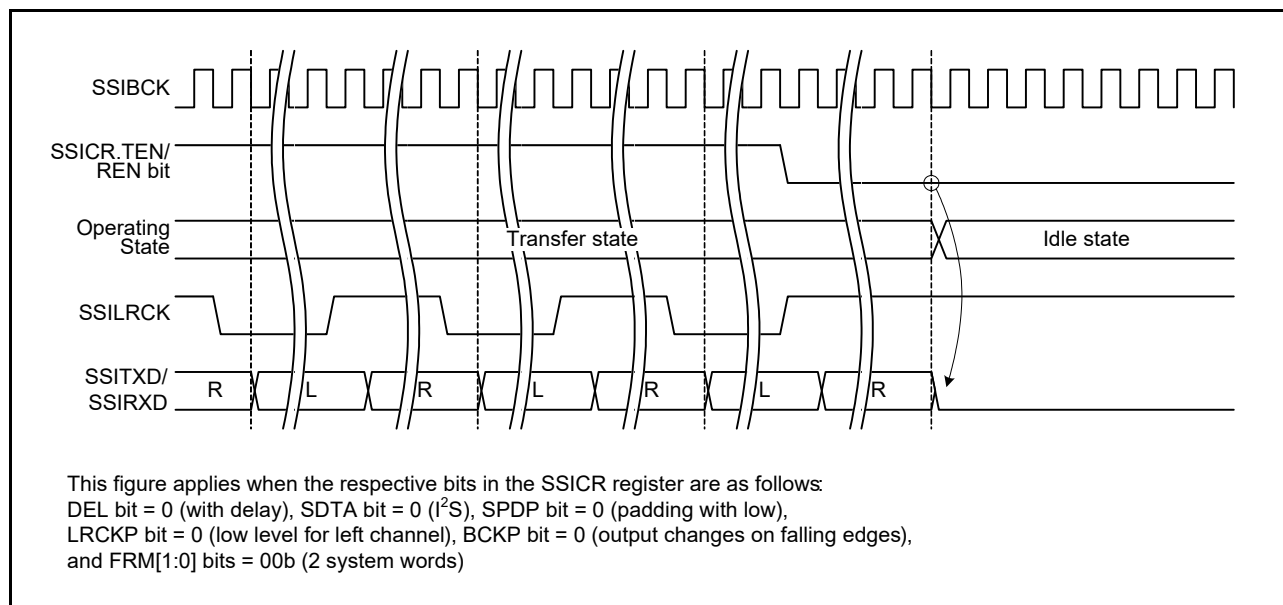 SSIBCK
SSICR.TEN/
REN bit
Operating
State
Transfer state
Idle state
SSILRCK
SSITXD/
SSIRXD
R L R L R L R
This figure applies when the respective bits in the SSICR register are as follows:
DEL bit = 0 (with delay), SDTA bit = 0 (I²S), SPDP bit = 0 (padding with low),
LRCKP bit = 0 (low level for left channel), BCKP bit = 0 (output changes on falling edges),
and FRM[1:0] bits = 00b (2 system words)